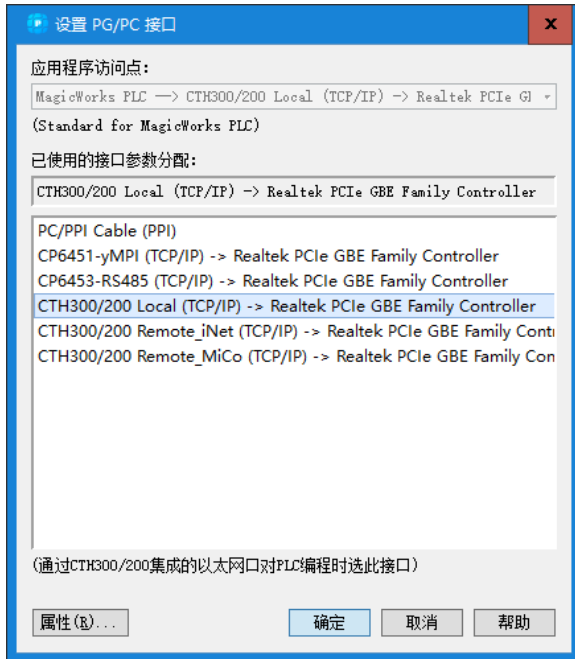 设置 PG/PC 接口
应用程序访问点:
MagicWorks PLC —> CTH300/200 Local (TCP/IP) -> Realtek PCIe G
(Standard for MagicWorks PLC)
已使用的接口参数分配:
CTH300/200 Local (TCP/IP) -> Realtek PCIe GBE Family Controller
PC/PPI Cable (PPI)
CP6451-yMPI (TCP/IP) -> Realtek PCIe GBE Family Controller
CP6453-RS485 (TCP/IP) -> Realtek PCIe GBE Family Controller
CTH300/200 Local (TCP/IP) -> Realtek PCIe GBE Family Controller
CTH300/200 Remote_iNet (TCP/IP) -> Realtek PCIe GBE Family Cont
CTH300/200 Remote_MiCo (TCP/IP) -> Realtek PCIe GBE Family Con
(通过CTH300/200集成的以太网口对PLC编程时选此接口)
属性(R)... 确定 取消 帮助